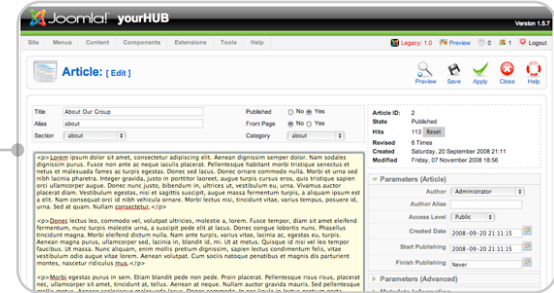 Joomla! yourHUB
Version 1.5.7
Site Menus Content Components Extensions Tools Help
Legacy: 1.0 Preview 0 1 Logout
Article: [ Edit ]
Preview Save Apply Close Help
Title About Our Group Published No Yes
Alias about Front Page No Yes
Section about Category about
Article ID: 2
State Published
Hits 113 Reset
Revised 6 Times
Created Saturday, 20 September 2008 21:11
Modified Friday, 07 November 2008 18:56
<p>Lorem ipsum dolor sit amet, consectetur adipiscing elit. Aenean dignissim semper dolor. Nam sodales
dignissim purus. Fusce non ante ac neque iaculis placerat. Pellentesque habitant morbi tristique senectus et
netus et malesuada fames ac turpis egestas. Donec sed lacus. Donec ornare commodo nulla. Morbi et urna sed
nibh lacinia pharetra. Integer gravida, justo in porttitor laoreet, augue turpis cursus eros, quis tristique sapien
orci ullamcorper augue. Donec nunc justo, bibendum in, ultrices ut, vestibulum eu, urna. Vivamus auctor
placerat diam. Vestibulum egestas, nisi et sagittis suscipit, augue massa fermentum turpis, a aliquam ipsum est
a elit. Nam consequat orci id nibh vehicula ornare. Morbi lectus nisi, tincidunt vitae, varius tempus, posuere id,
urna. Sed at quam. Nullam consectetur.</p>
<p>Donec lectus leo, commodo vel, volutpat ultricies, molestie a, lorem. Fusce tempor, diam sit amet eleifend
fermentum, nunc turpis molestie urna, a suscipit pede elit at lacus. Donec congue lobortis nunc. Phasellus
tincidunt magna. Morbi eleifend dictum nulla. Nam ante turpis, varius vitae, lacinia ac, egestas eu, turpis.
Aenean magna purus, ullamcorper sed, lacinia in, blandit id, mi. Ut at metus. Quisque id nisi vel leo tempor
faucibus. Ut massa. Nunc aliquam, enim mollis pretium dignissim, sapien lectus condimentum felis, vitae
vestibulum odio augue vitae lorem. Aenean volutpat. Cum sociis natoque penatibus et magnis dis parturient
montes, nascetur ridiculus mus.</p>
<p>Morbi egestas purus in sem. Etiam blandit pede non pede. Proin placerat. Pellentesque risus risus, placerat
nec, ullamcorper sit amet, tincidunt at, tellus. Aenean at neque. Nullam auctor gravida mauris. Sed pellentesque
Parameters (Article)
Author Administrator
Author Alias
Access Level Public
Created Date 2008-09-20 21:11:15
Start Publishing 2008-09-20 21:11:15
Finish Publishing Never
Parameters (Advanced)